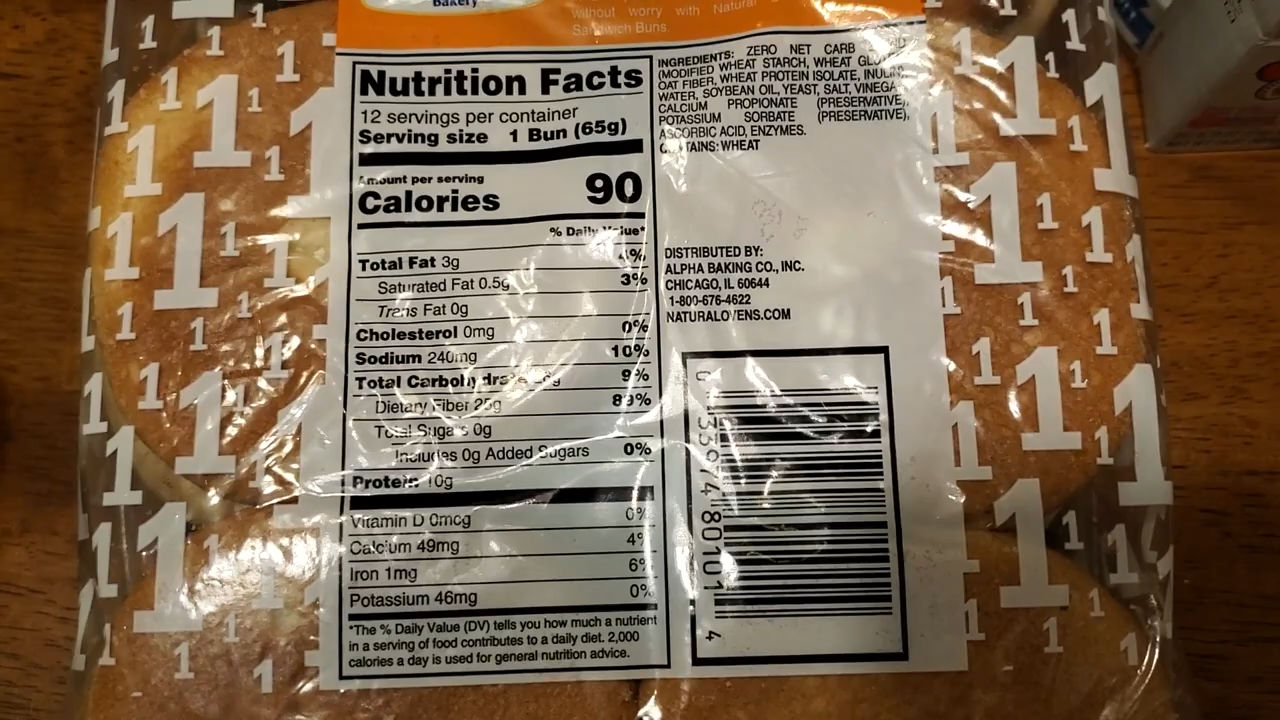 Bakery
without worry with Natural
Sandwich Buns.
Nutrition Facts
12 servings per container
Serving size 1 Bun (65g)
Amount per serving
Calories 90
% Daily Value*
Total Fat 3g 4%
Saturated Fat 0.5g 3%
Trans Fat 0g
Cholesterol 0mg 0%
Sodium 240mg 10%
Total Carbohydrate 9%
Dietary Fiber 25g 89%
Total Sugars 0g
Includes 0g Added Sugars 0%
Protein 10g
Vitamin D 0mcg 0%
Calcium 49mg 4%
Iron 1mg 6%
Potassium 46mg 0%
*The % Daily Value (DV) tells you how much a nutrient
in a serving of food contributes to a daily diet. 2,000
calories a day is used for general nutrition advice.
INGREDIENTS: ZERO NET CARB
(MODIFIED WHEAT STARCH, WHEAT GLUTEN,
OAT FIBER, WHEAT PROTEIN ISOLATE, INULIN),
WATER, SOYBEAN OIL, YEAST, SALT, VINEGAR,
CALCIUM PROPIONATE (PRESERVATIVE),
POTASSIUM SORBATE (PRESERVATIVE),
ASCORBIC ACID, ENZYMES.
CONTAINS: WHEAT
DISTRIBUTED BY:
ALPHA BAKING CO., INC.
CHICAGO, IL 60644
1-800-676-4622
NATURALOVENS.COM
0 33974 80101 4